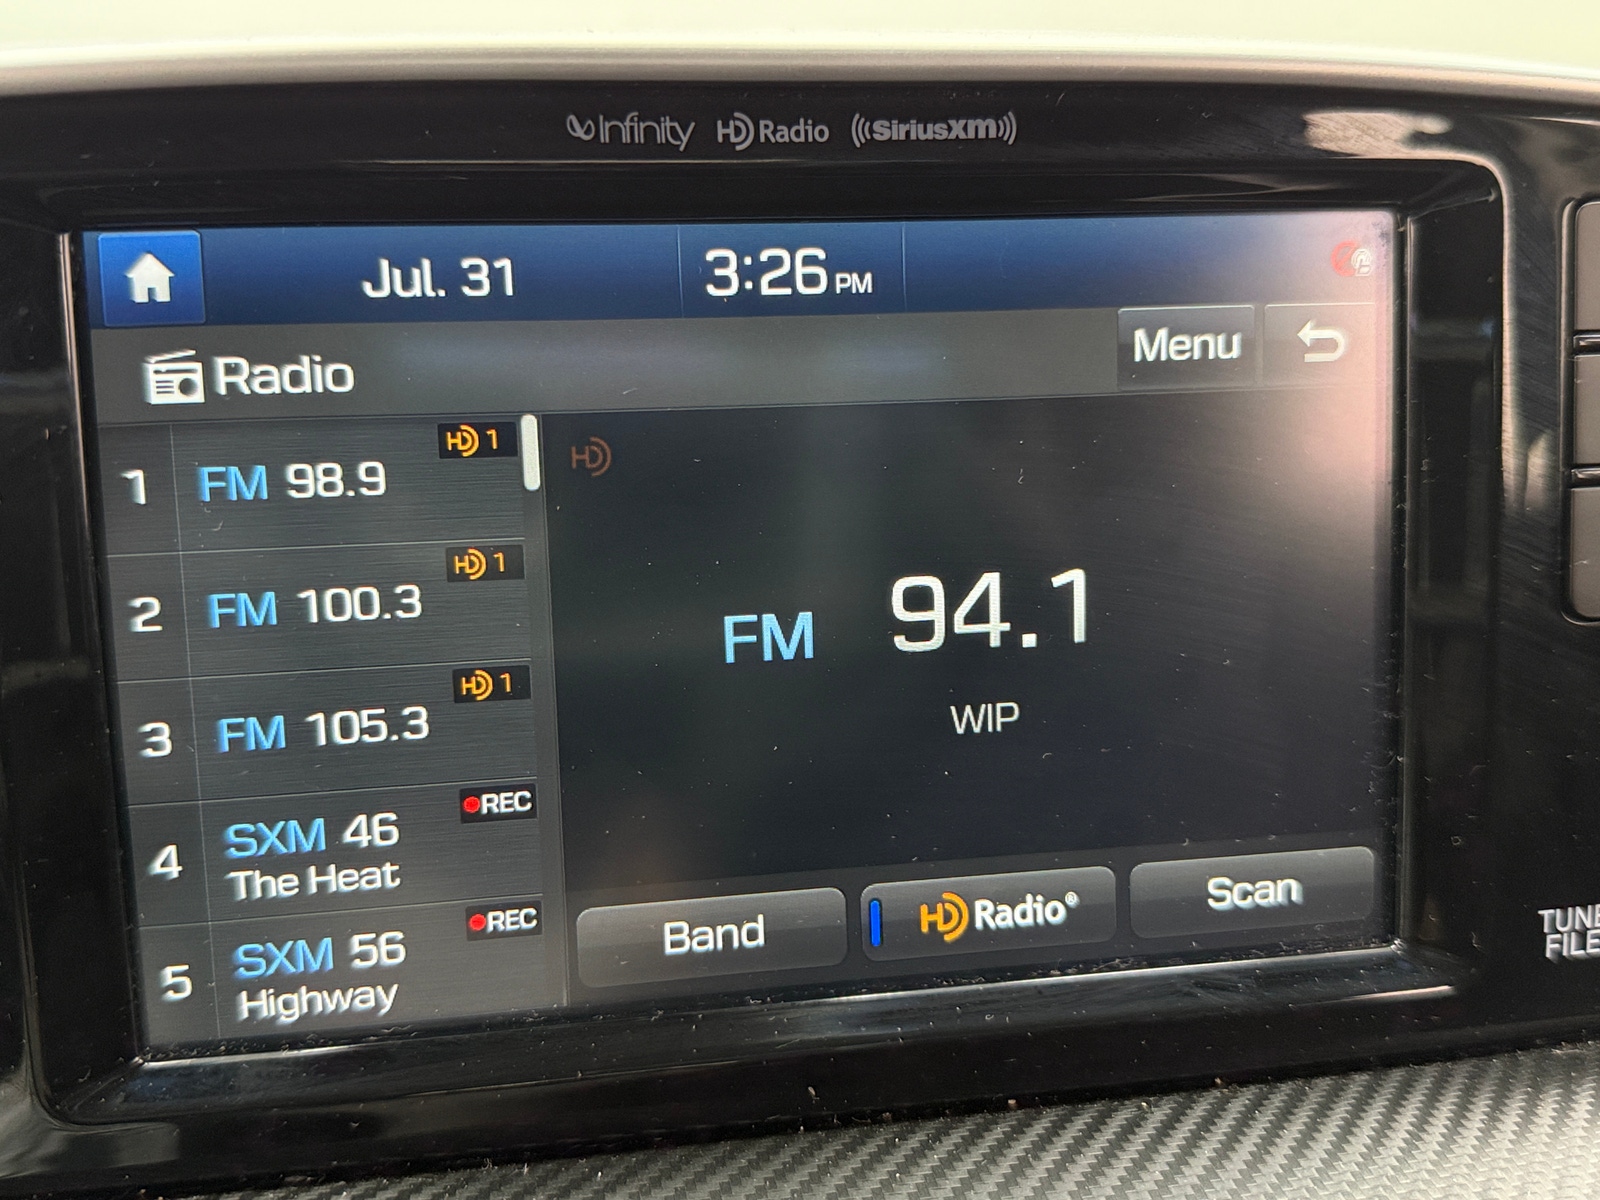 Infinity HD Radio ((SiriusXM))
Jul. 31 3:26 PM
Radio
Menu
1 FM 98.9 HD 1
2 FM 100.3 HD 1
3 FM 105.3 HD 1
4 SXM 46 REC
The Heat
5 SXM 56 REC
Highway
HD
FM 94.1
WIP
Band
HD Radio®
Scan
TUNE
FILE